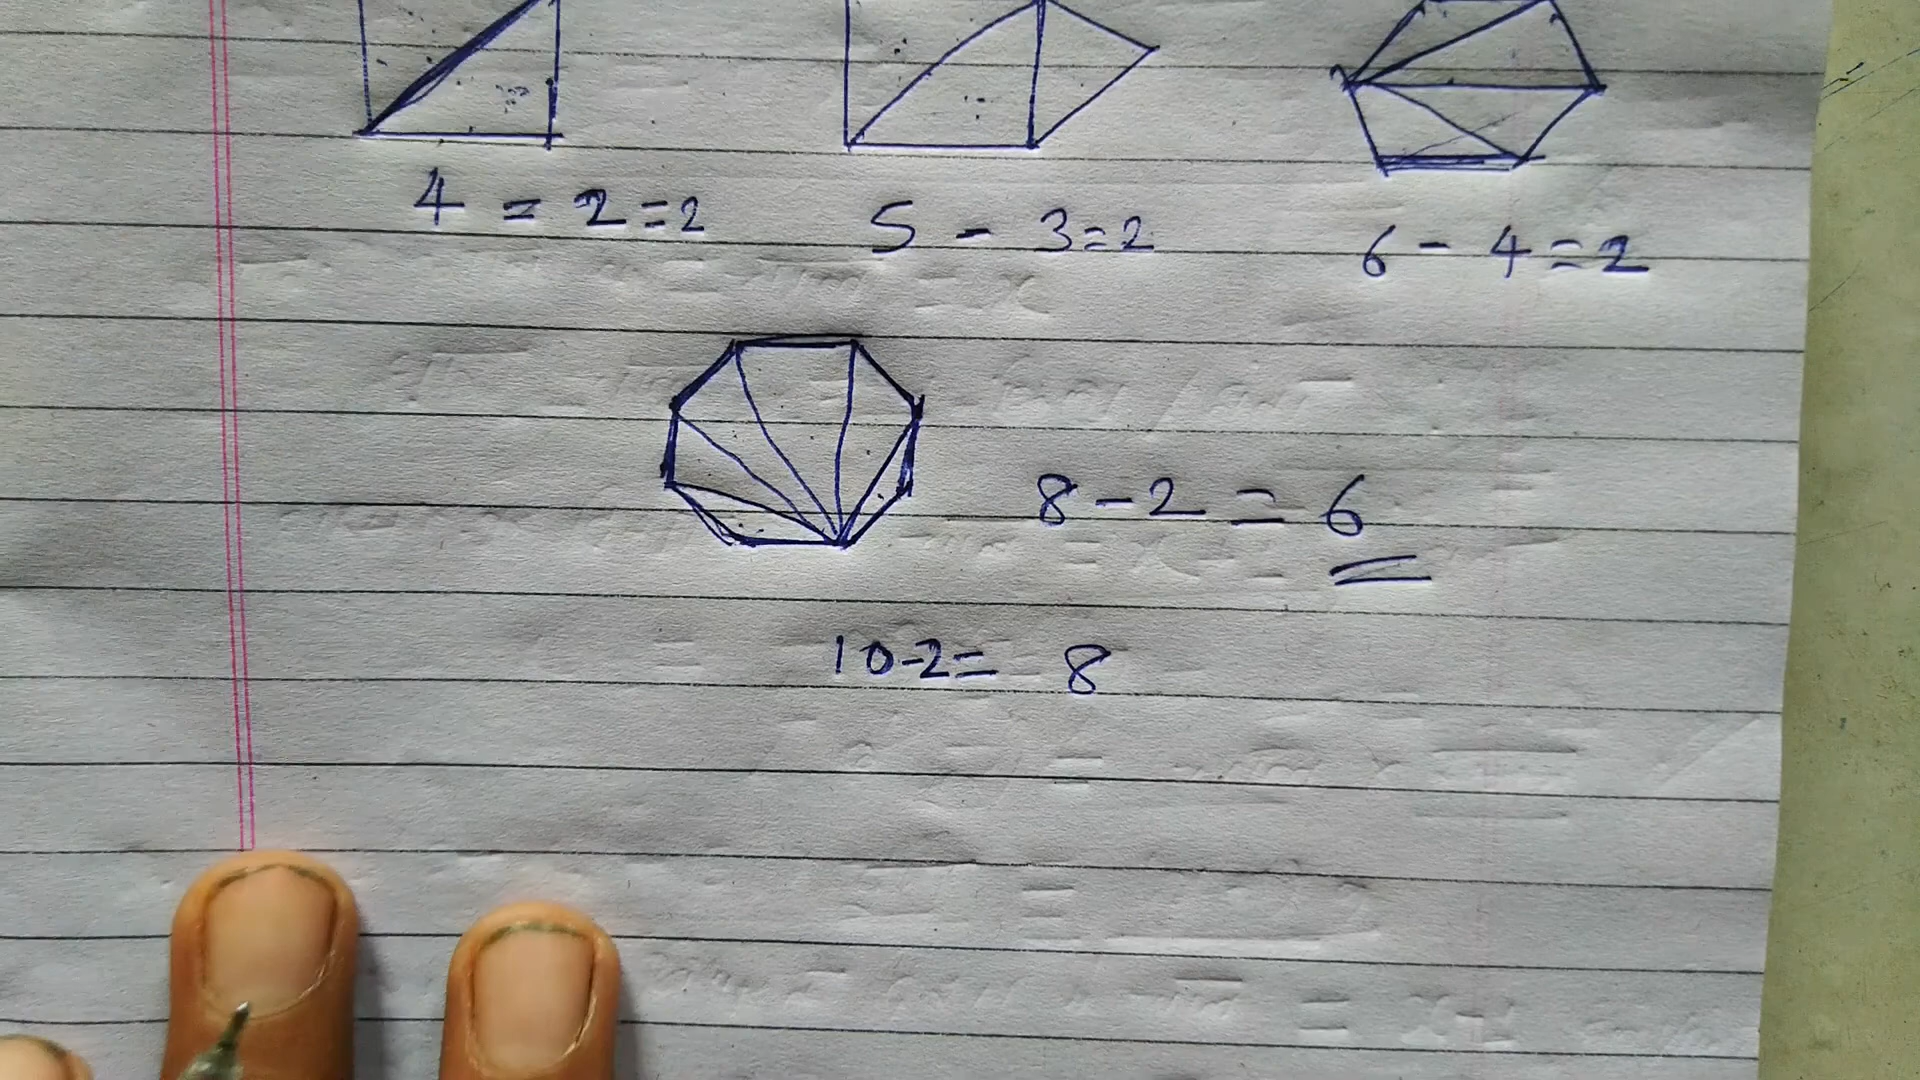 4 = 2=2 5 - 3=2 6 - 4=2
8-2 = 6
10-2= 8